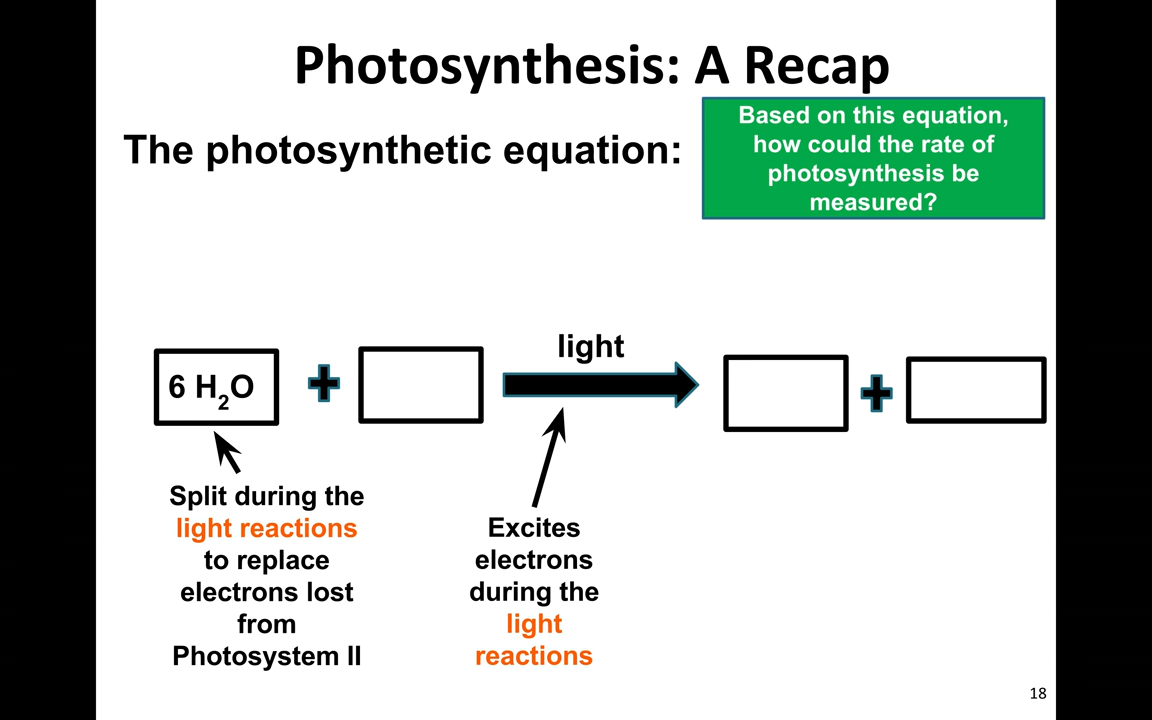 Photosynthesis: A Recap
The photosynthetic equation:
Based on this equation,
how could the rate of
photosynthesis be
measured?
light
6 H₂O
Split during the
light reactions
to replace
electrons lost
from
Photosystem II
Excites
electrons
during the
light
reactions
18